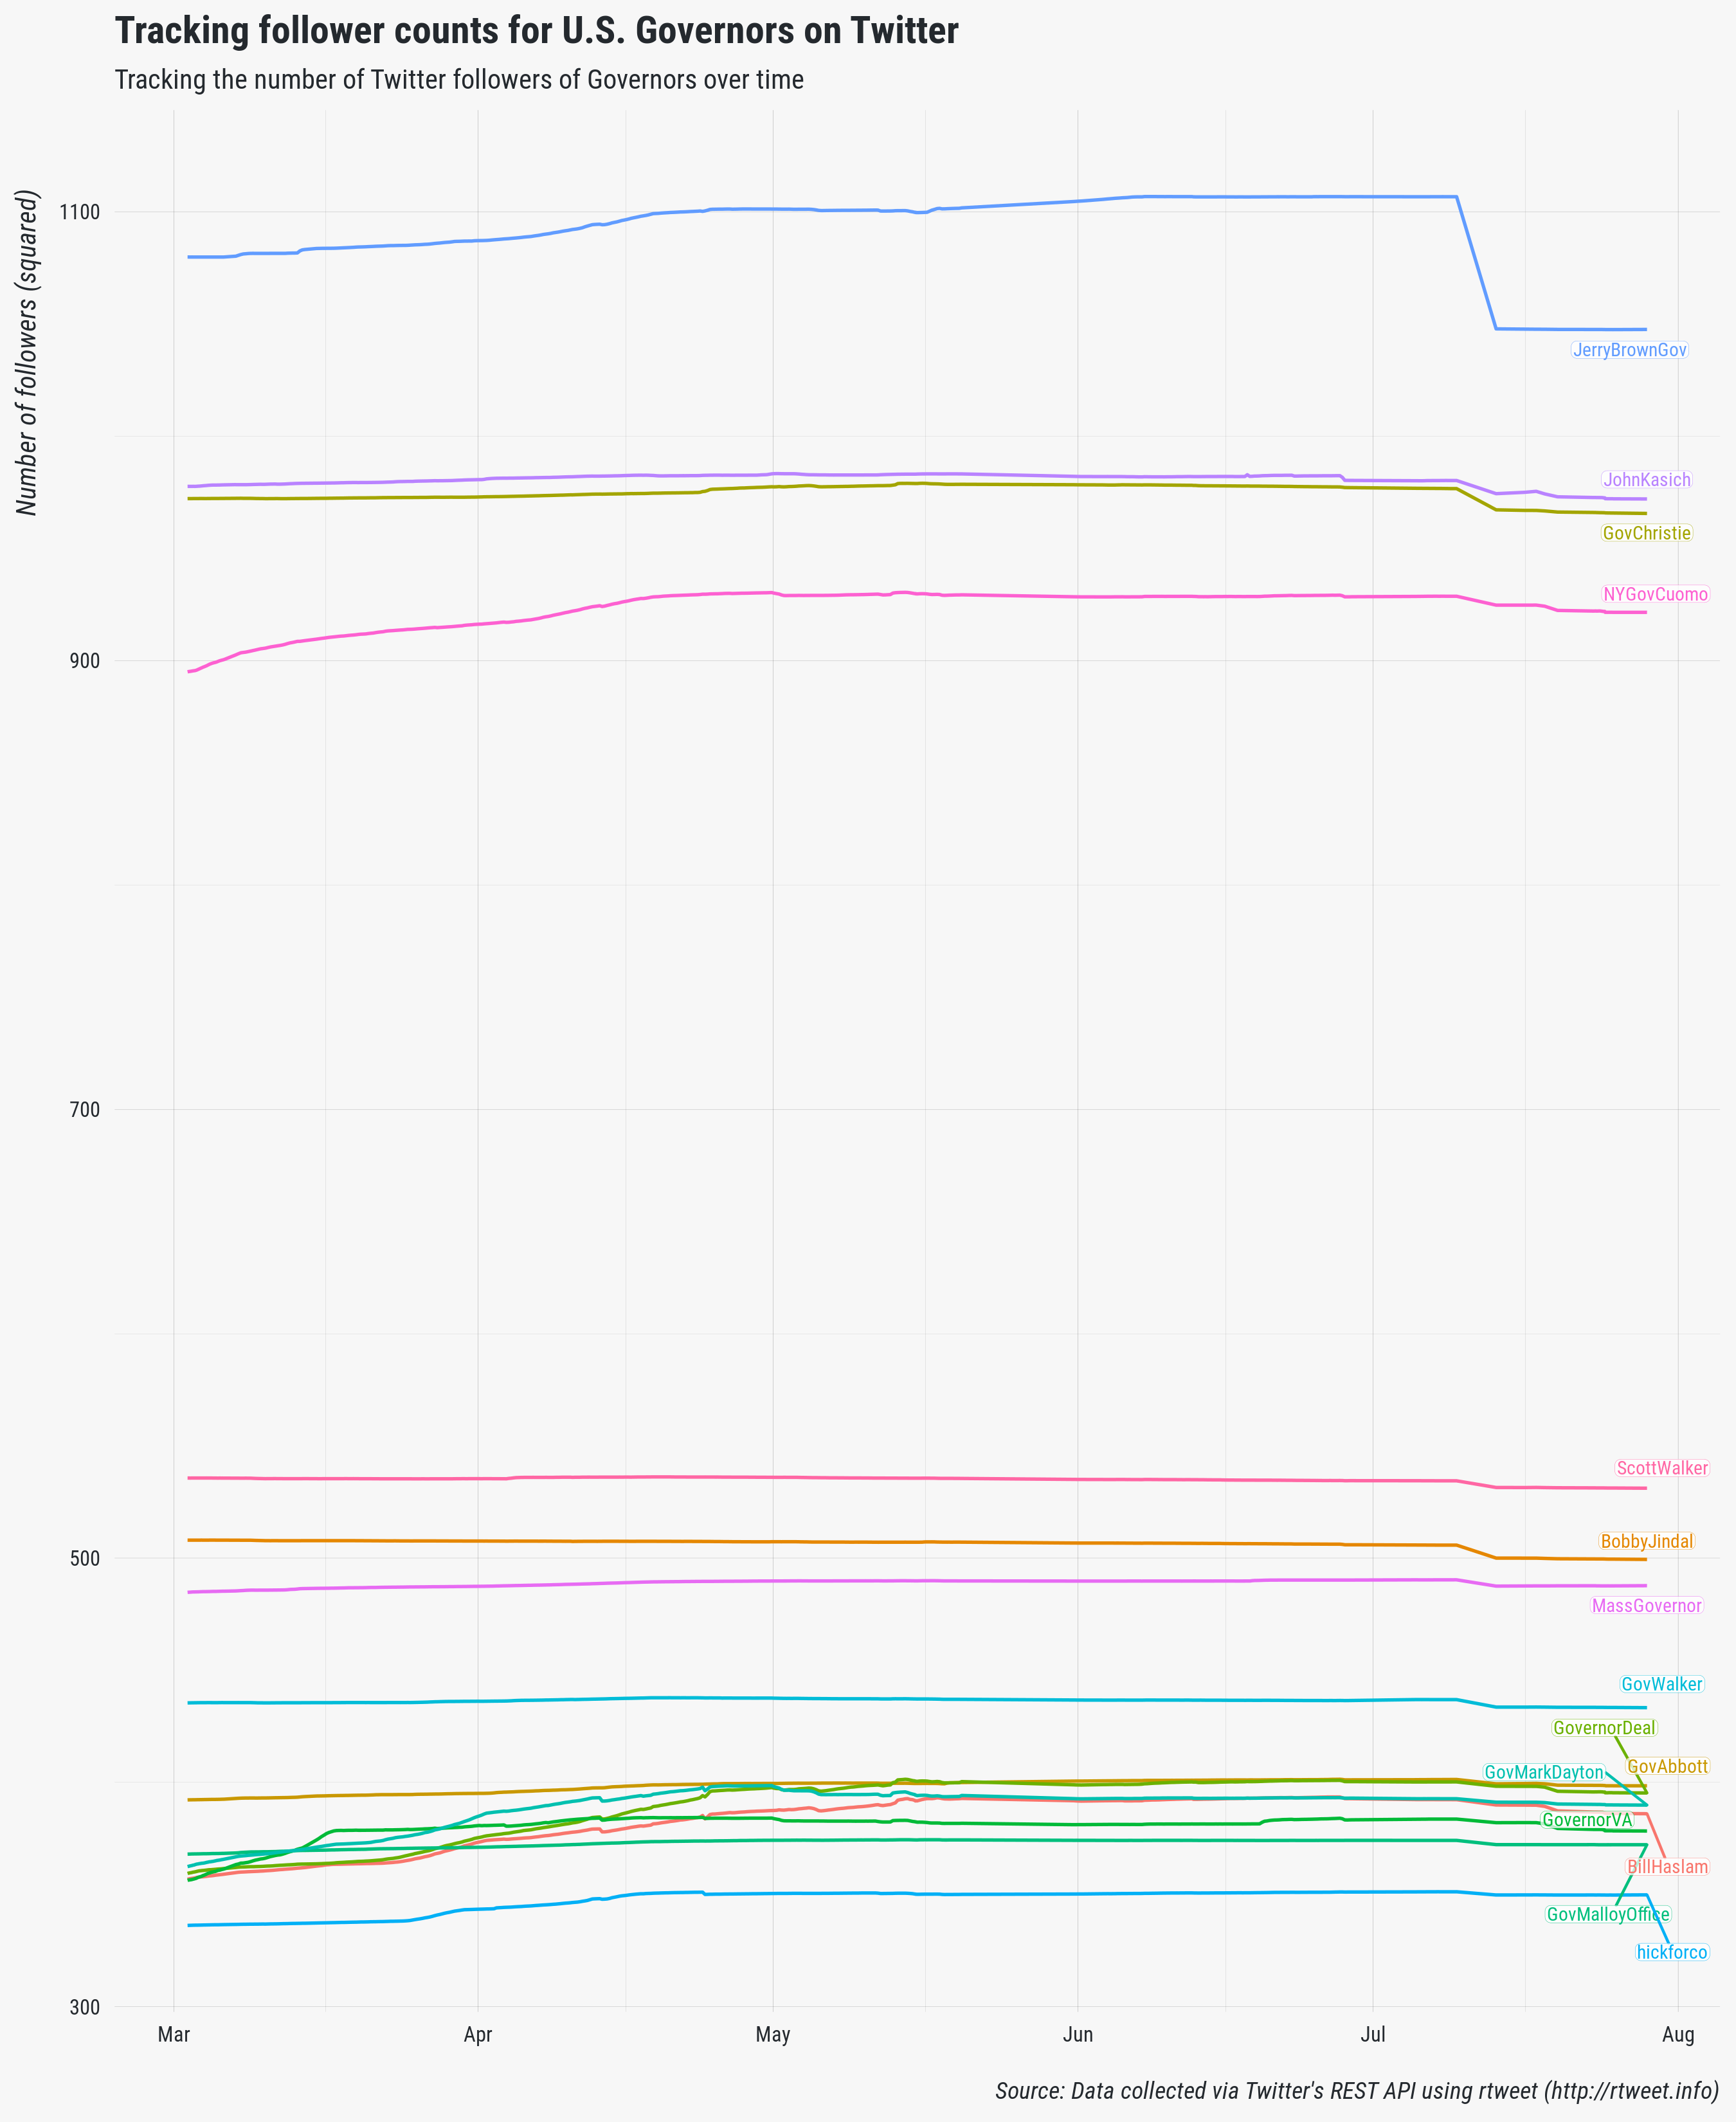 Tracking follower counts for U.S. Governors on Twitter
Tracking the number of Twitter followers of Governors over time
Number of followers (squared)
1100
900
700
500
300
JerryBrownGov
JohnKasich
GovChristie
NYGovCuomo
ScottWalker
BobbyJindal
MassGovernor
GovWalker
GovernorDeal
GovAbbott
GovMarkDayton
GovernorVA
BillHaslam
GovMalloyOffice
hickforco
Mar Apr May Jun Jul Aug
Source: Data collected via Twitter's REST API using rtweet (http://rtweet.info)